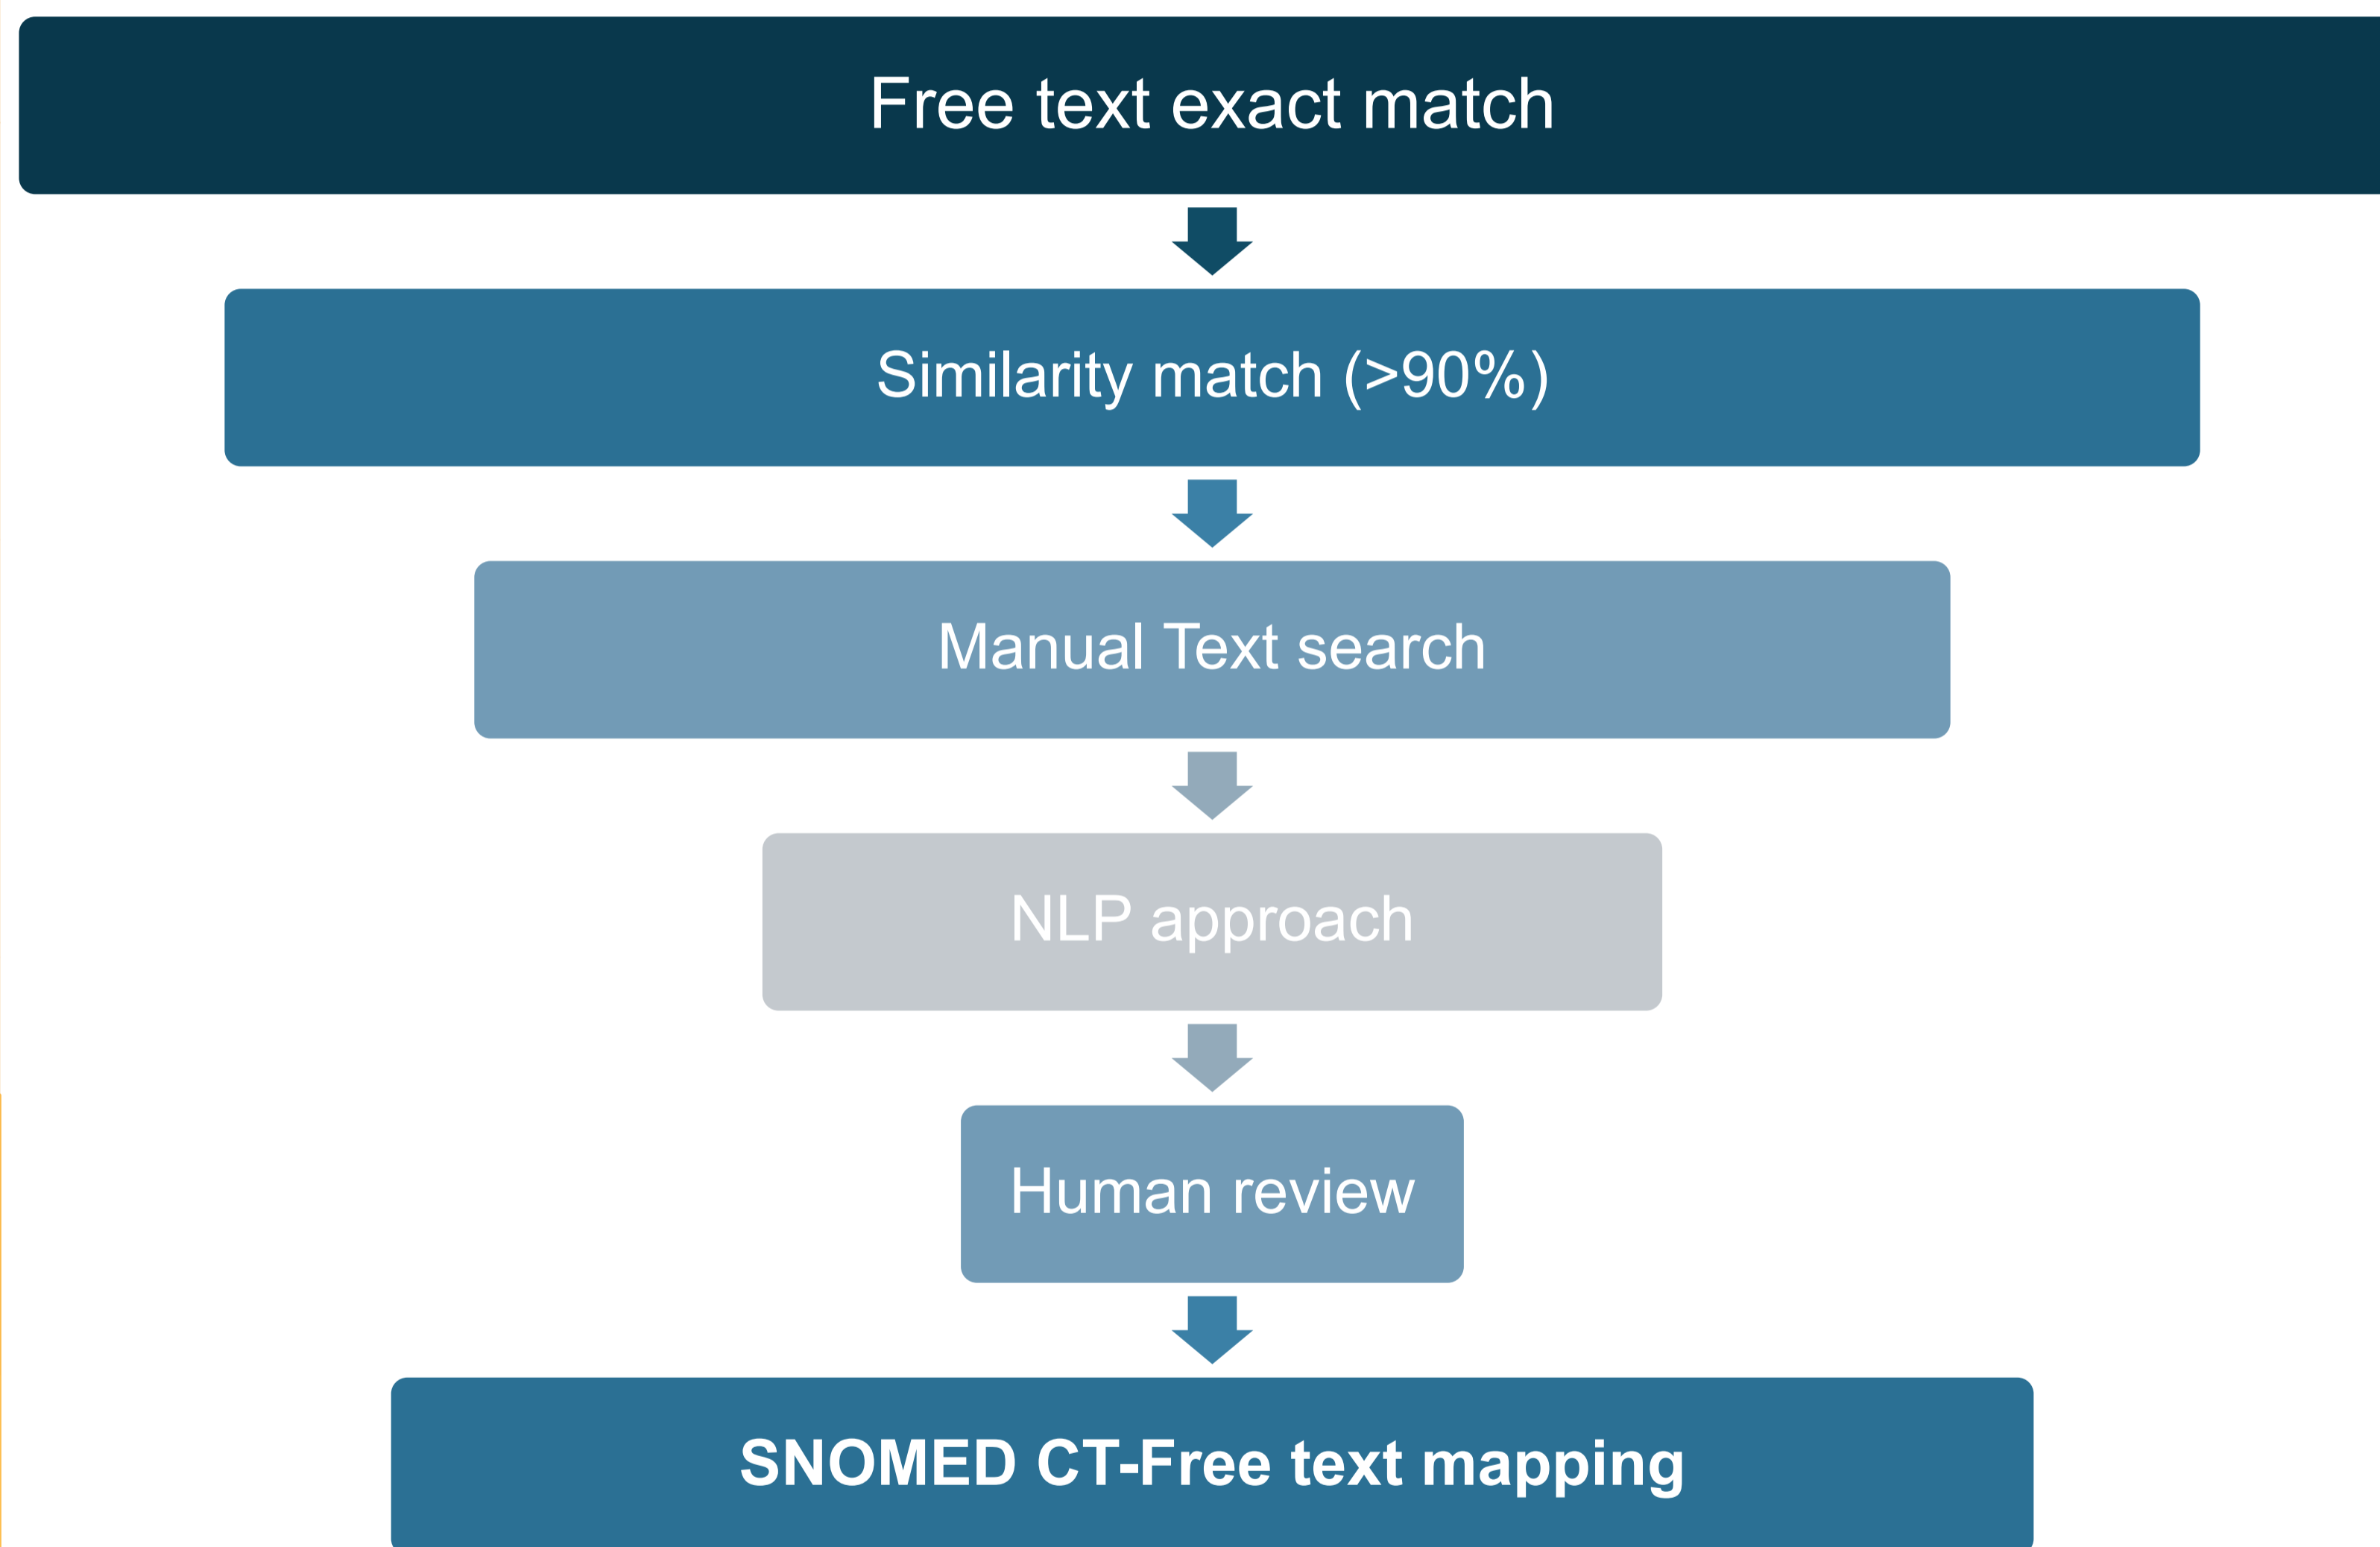 Free text exact match
Similarity match (>90%)
Manual Text search
NLP approach
Human review
SNOMED CT-Free text mapping